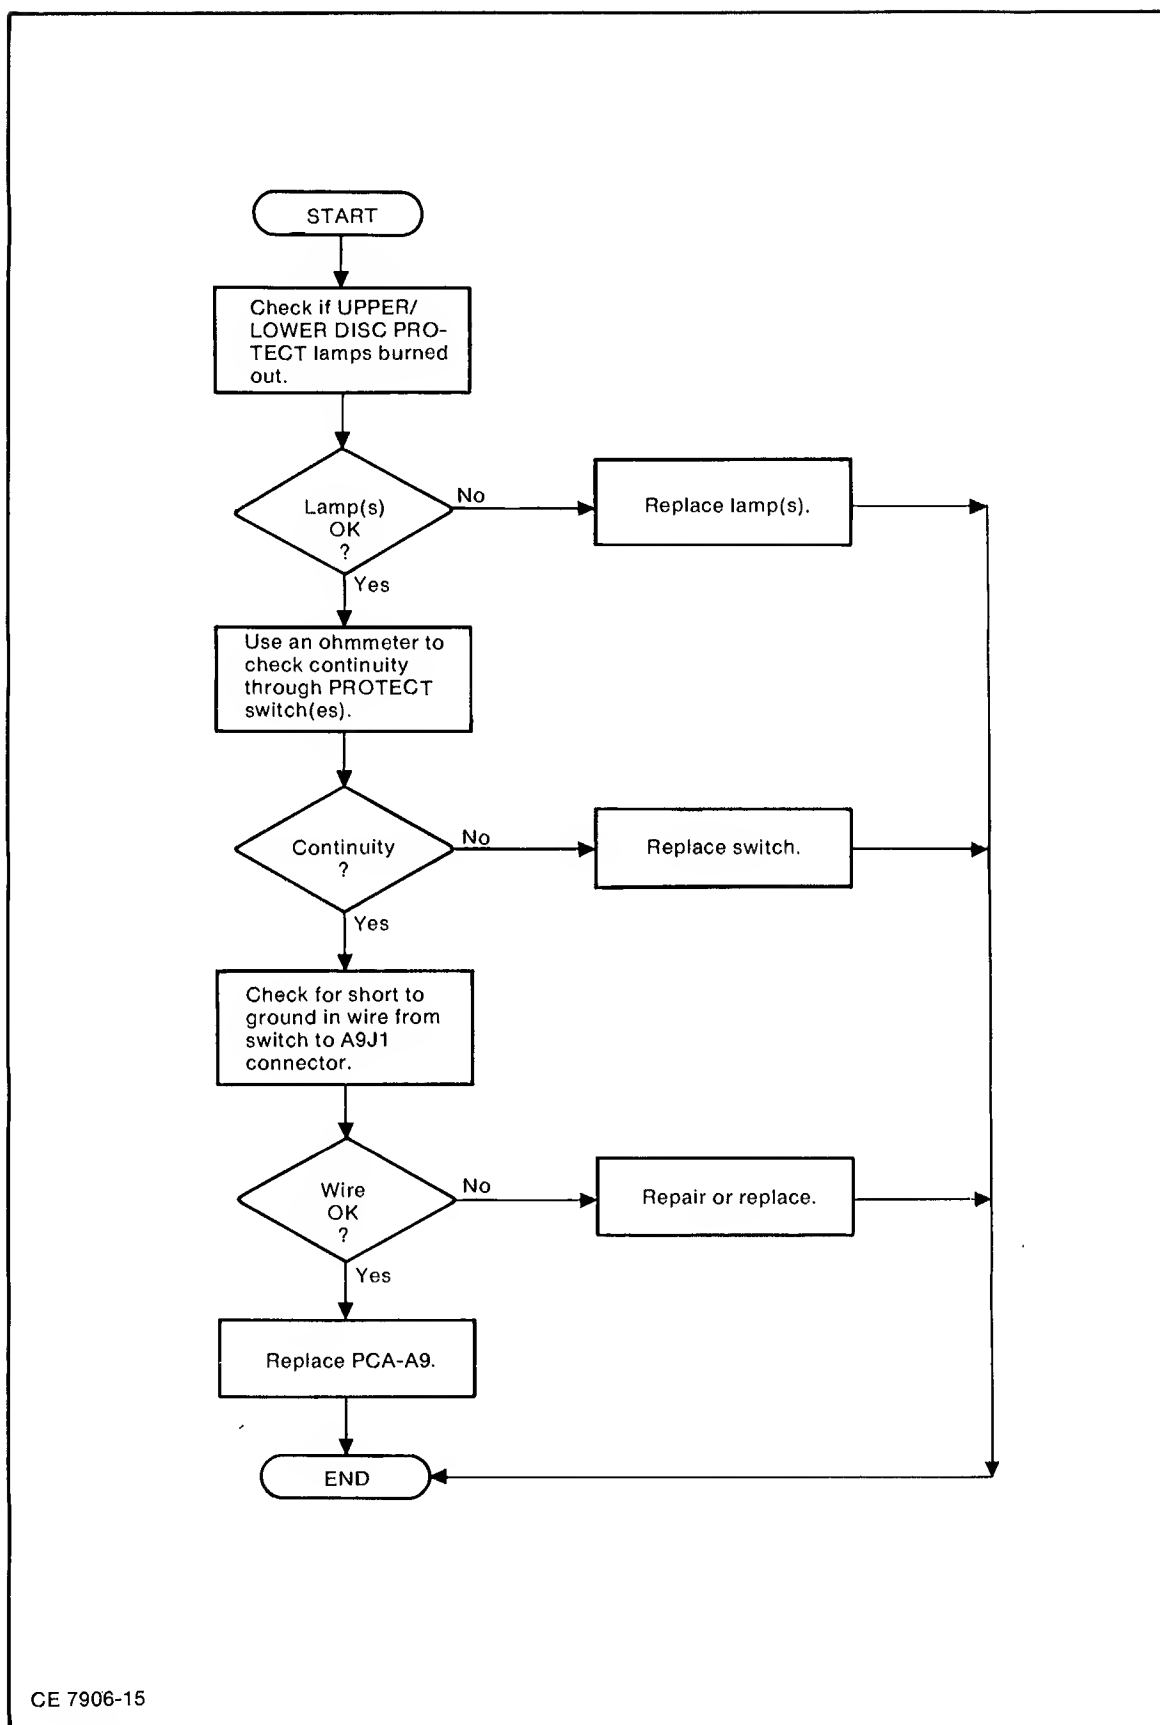 START
Check if UPPER/
LOWER DISC PRO-
TECT lamps burned
out.
Lamp(s)
OK
?
No
Replace lamp(s).
Yes
Use an ohmmeter to
check continuity
through PROTECT
switch(es).
Continuity
?
No
Replace switch.
Yes
Check for short to
ground in wire from
switch to A9J1
connector.
Wire
OK
?
No
Repair or replace.
Yes
Replace PCA-A9.
END
CE 7906-15